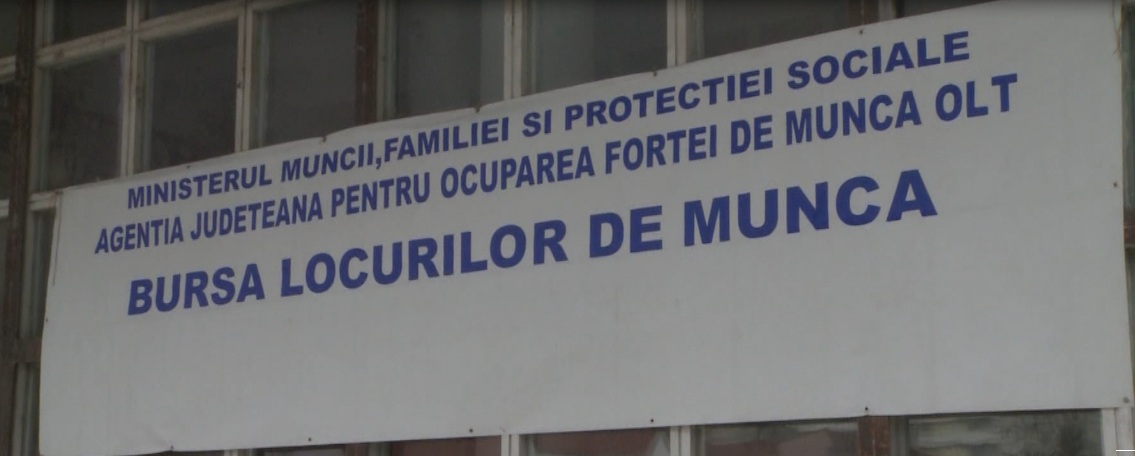 MINISTERUL MUNCII,FAMILIEI SI PROTECTIEI SOCIALE
AGENTIA JUDETEANA PENTRU OCUPAREA FORTEI DE MUNCA OLT
BURSA LOCURILOR DE MUNCA